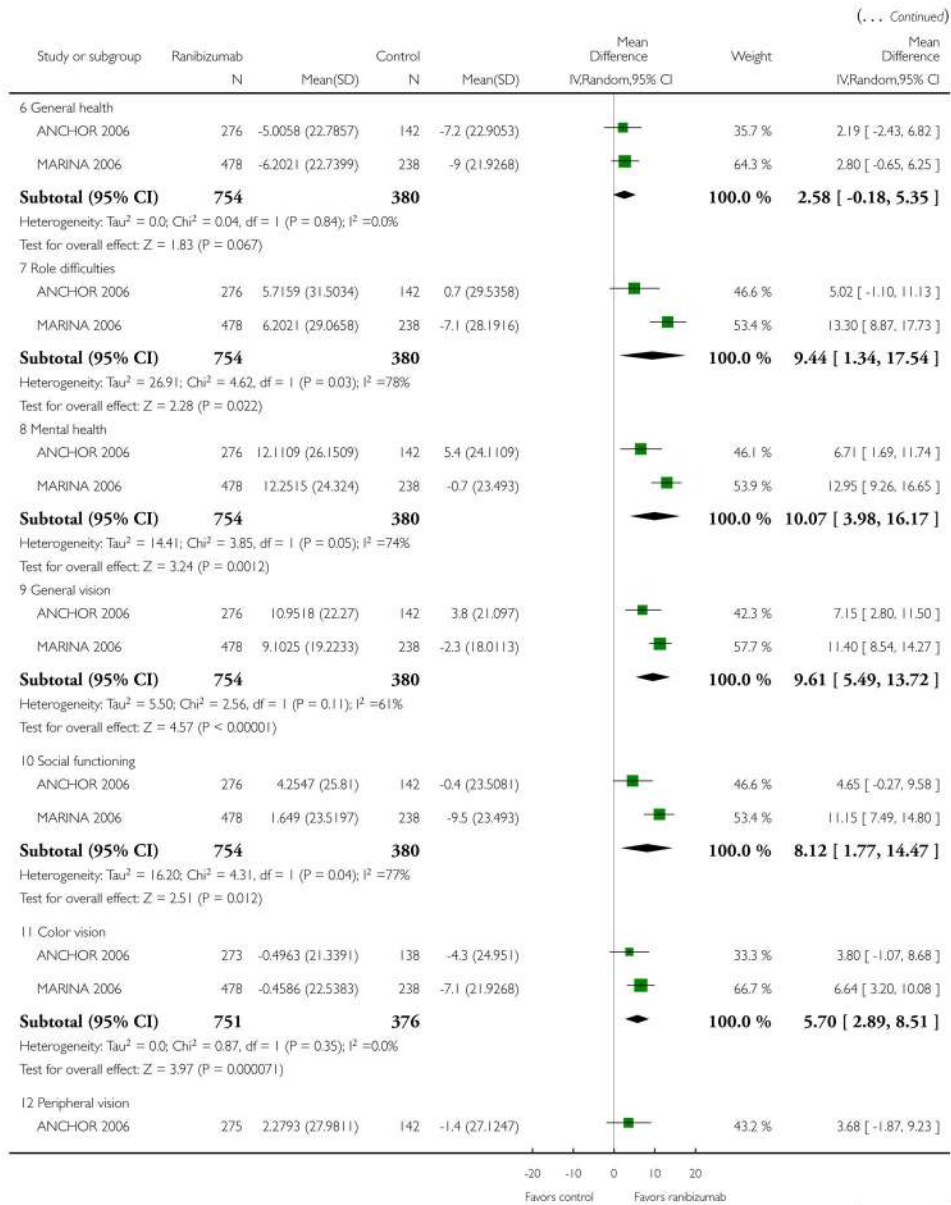 (... Continued)
Study or subgroup Ranibizumab Control Mean Difference Weight Mean Difference
N Mean(SD) N Mean(SD) IV,Random,95% CI IV,Random,95% CI
6 General health
ANCHOR 2006 276 -5.0058 (22.7857) 142 -7.2 (22.9053) 35.7 % 2.19 [ -2.43, 6.82 ]
MARINA 2006 478 -6.2021 (22.7399) 238 -9 (21.9268) 64.3 % 2.80 [ -0.65, 6.25 ]
Subtotal (95% CI) 754 380 100.0 % 2.58 [ -0.18, 5.35 ]
Heterogeneity: Tau² = 0.0; Chi² = 0.04, df = 1 (P = 0.84); I² =0.0%
Test for overall effect: Z = 1.83 (P = 0.067)
7 Role difficulties
ANCHOR 2006 276 5.7159 (31.5034) 142 0.7 (29.5358) 46.6 % 5.02 [ -1.10, 11.13 ]
MARINA 2006 478 6.2021 (29.0658) 238 -7.1 (28.1916) 53.4 % 13.30 [ 8.87, 17.73 ]
Subtotal (95% CI) 754 380 100.0 % 9.44 [ 1.34, 17.54 ]
Heterogeneity: Tau² = 26.91; Chi² = 4.62, df = 1 (P = 0.03); I² =78%
Test for overall effect: Z = 2.28 (P = 0.022)
8 Mental health
ANCHOR 2006 276 12.1109 (26.1509) 142 5.4 (24.1109) 46.1 % 6.71 [ 1.69, 11.74 ]
MARINA 2006 478 12.2515 (24.324) 238 -0.7 (23.493) 53.9 % 12.95 [ 9.26, 16.65 ]
Subtotal (95% CI) 754 380 100.0 % 10.07 [ 3.98, 16.17 ]
Heterogeneity: Tau² = 14.41; Chi² = 3.85, df = 1 (P = 0.05); I² =74%
Test for overall effect: Z = 3.24 (P = 0.0012)
9 General vision
ANCHOR 2006 276 10.9518 (22.27) 142 3.8 (21.097) 42.3 % 7.15 [ 2.80, 11.50 ]
MARINA 2006 478 9.1025 (19.2233) 238 -2.3 (18.0113) 57.7 % 11.40 [ 8.54, 14.27 ]
Subtotal (95% CI) 754 380 100.0 % 9.61 [ 5.49, 13.72 ]
Heterogeneity: Tau² = 5.50; Chi² = 2.56, df = 1 (P = 0.11); I² =61%
Test for overall effect: Z = 4.57 (P < 0.00001)
10 Social functioning
ANCHOR 2006 276 4.2547 (25.81) 142 -0.4 (23.5081) 46.6 % 4.65 [ -0.27, 9.58 ]
MARINA 2006 478 1.649 (23.5197) 238 -9.5 (23.493) 53.4 % 11.15 [ 7.49, 14.80 ]
Subtotal (95% CI) 754 380 100.0 % 8.12 [ 1.77, 14.47 ]
Heterogeneity: Tau² = 16.20; Chi² = 4.31, df = 1 (P = 0.04); I² =77%
Test for overall effect: Z = 2.51 (P = 0.012)
11 Color vision
ANCHOR 2006 273 -0.4963 (21.3391) 138 -4.3 (24.951) 33.3 % 3.80 [ -1.07, 8.68 ]
MARINA 2006 478 -0.4586 (22.5383) 238 -7.1 (21.9268) 66.7 % 6.64 [ 3.20, 10.08 ]
Subtotal (95% CI) 751 376 100.0 % 5.70 [ 2.89, 8.51 ]
Heterogeneity: Tau² = 0.0; Chi² = 0.87, df = 1 (P = 0.35); I² =0.0%
Test for overall effect: Z = 3.97 (P = 0.000071)
12 Peripheral vision
ANCHOR 2006 275 2.2793 (27.9811) 142 -1.4 (27.1247) 43.2 % 3.68 [ -1.87, 9.23 ]
-20 -10 0 10 20
Favors control Favors ranibizumab